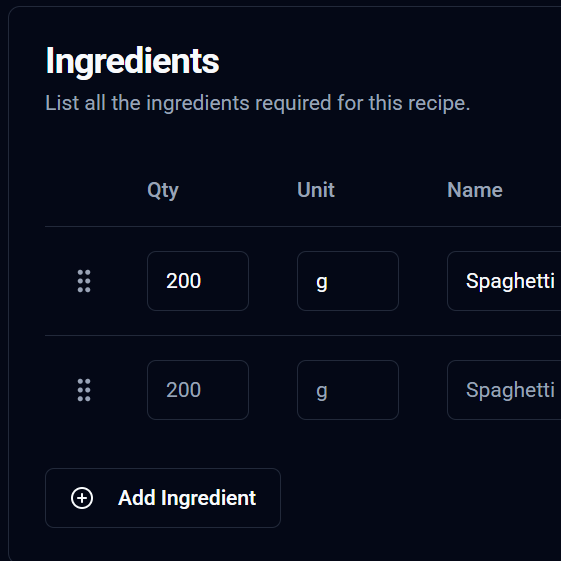 Ingredients
List all the ingredients required for this recipe.
Qty Unit Name
200 g Spaghetti
200 g Spaghetti
Add Ingredient